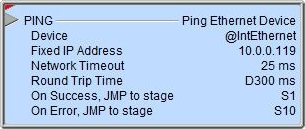 PING Ping Ethernet Device
Device @IntEthernet
Fixed IP Address 10.0.0.119
Network Timeout 25 ms
Round Trip Time D300 ms
On Success, JMP to stage S1
On Error, JMP to stage S10